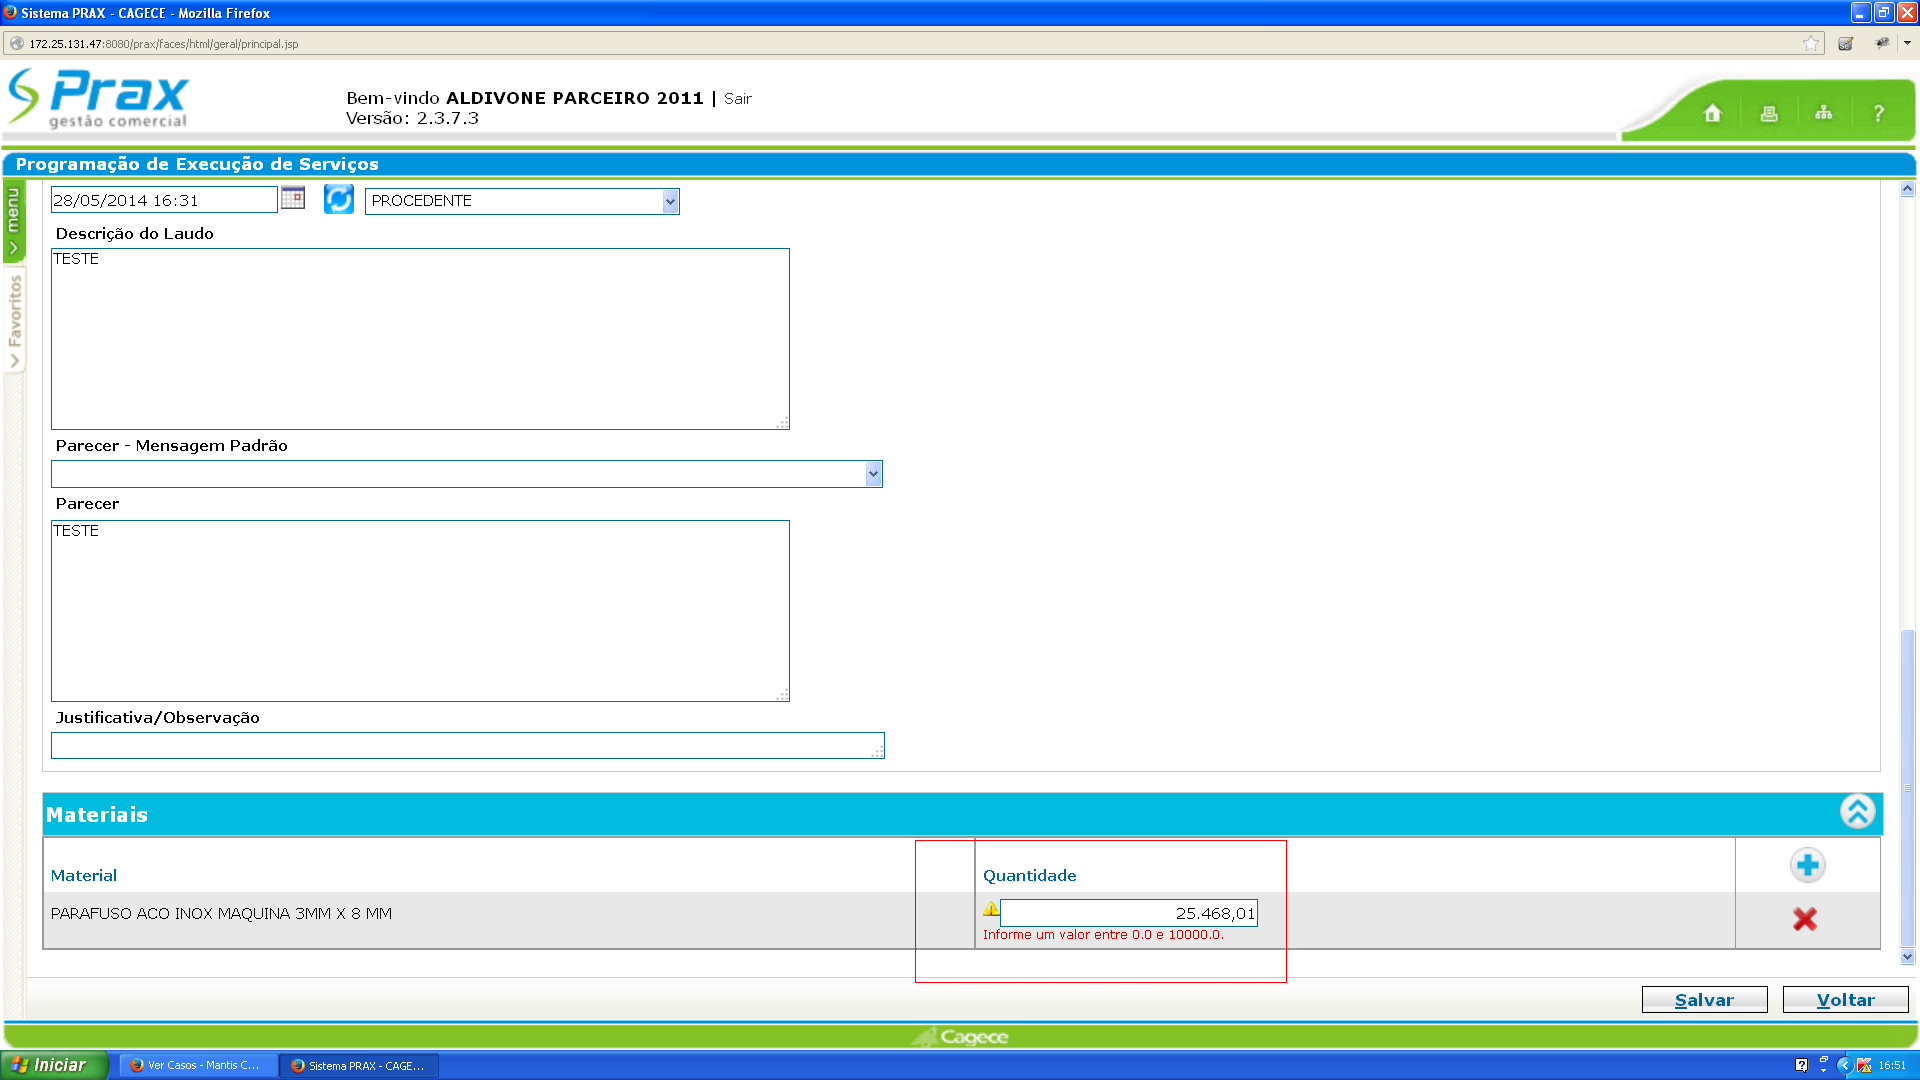 Sistema PRAX - CAGECE - Mozilla Firefox
172.25.131.47:8080/prax/faces/html/geral/principal.jsp
Prax
gestão comercial
Bem-vindo ALDIVONE PARCEIRO 2011 | Sair
Versão: 2.3.7.3
?
Programação de Execução de Serviços
menu
Favoritos
28/05/2014 16:31
PROCEDENTE
Descrição do Laudo
TESTE
Parecer - Mensagem Padrão
Parecer
TESTE
Justificativa/Observação
Materiais
Material
Quantidade
PARAFUSO ACO INOX MAQUINA 3MM X 8 MM
25.468,01
Informe um valor entre 0.0 e 10000.0.
Salvar
Voltar
Cagece
Iniciar
Ver Casos - Mantis C...
Sistema PRAX - CAGE...
16:51